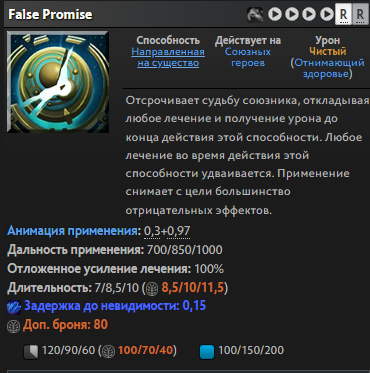 False Promise
R R
Способность
Направленная
на существо
Действует на
Союзных
героев
Урон
Чистый
(Отнимающий
здоровье)
Отсрочивает судьбу союзника, откладывая
любое лечение и получение урона до
конца действия этой способности. Любое
лечение во время действия этой
способности удваивается. Применение
снимает с цели большинство
отрицательных эффектов.
Анимация применения: 0,3+0,97
Дальность применения: 700/850/1000
Отложенное усиление лечения: 100%
Длительность: 7/8,5/10 ( 8,5/10/11,5)
Задержка до невидимости: 0,15
Доп. броня: 80
120/90/60 ( 100/70/40) 100/150/200